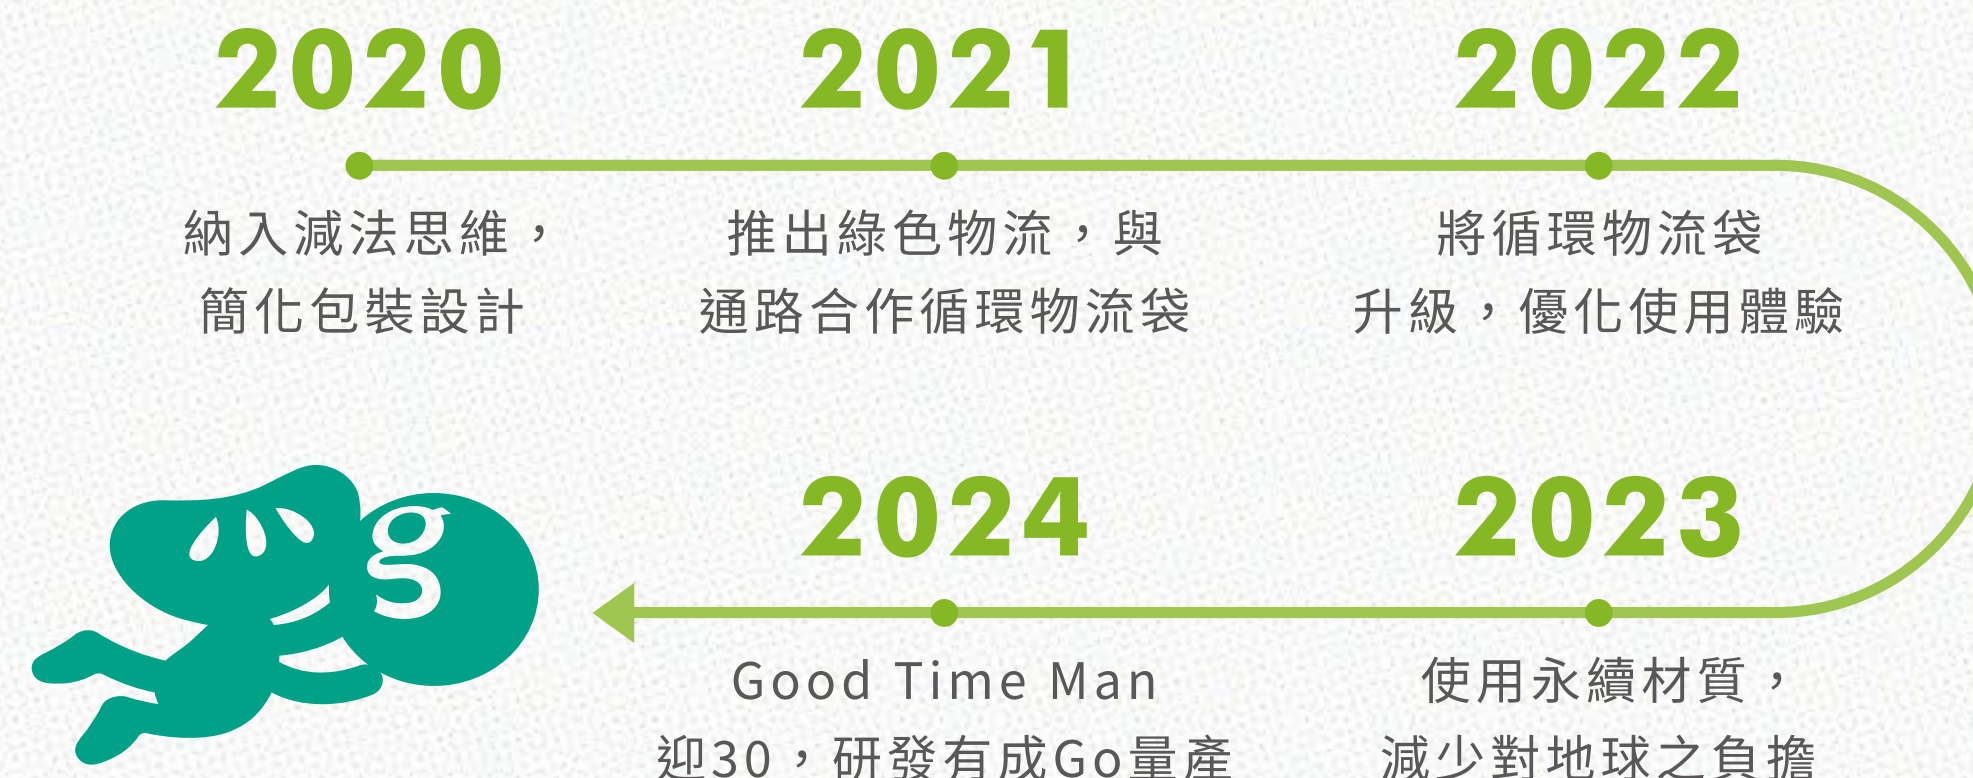 2020
納入減法思維，
簡化包裝設計
2021
推出綠色物流，與
通路合作循環物流袋
2022
將循環物流袋
升級，優化使用體驗
2023
使用永續材質，
減少對地球之負擔
2024
Good Time Man
迎30，研發有成Go量產
g